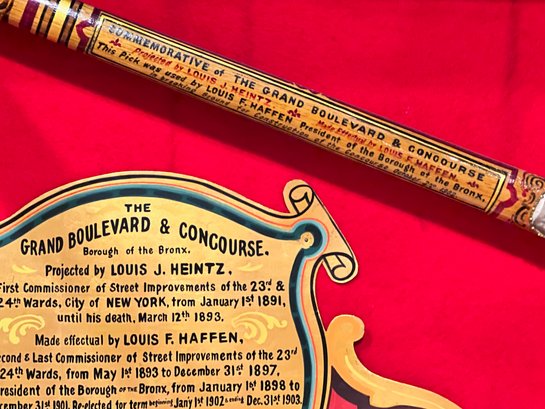 COMMEMORATIVE of THE GRAND BOULEVARD & CONCOURSE
Projected by LOUIS J. HEINTZ. Made effectual by LOUIS F. HAFFEN.
This Pick was used by LOUIS F. HAFFEN President of the Borough of the Bronx,
THE
GRAND BOULEVARD & CONCOURSE.
Borough of the Bronx.
Projected by LOUIS J. HEINTZ,
First Commissioner of Street Improvements of the 23rd &
24th Wards, City of NEW YORK, from January 1st 1891,
until his death, March 12th 1893.
Made effectual by LOUIS F. HAFFEN,
cond & Last Commissioner of Street Improvements of the 23rd
24th Wards, from May 1st 1893 to December 31st 1897,
resident of the Borough OF THE Bronx, from January 1st 1898 to
cember 31st 1901. Re-elected for term beginning Jan'y 1st 1902 & ending Dec. 31st 1903.